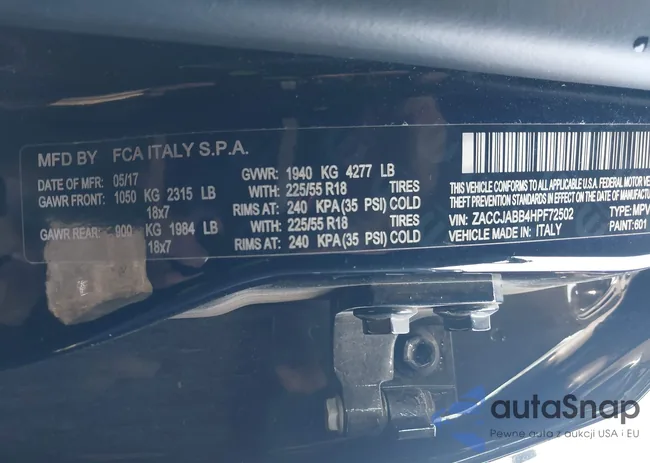 MFD BY FCA ITALY S.P.A.
DATE OF MFR: 05/17 GVWR: 1940 KG 4277 LB
GAWR FRONT: 1050 KG 2315 LB WITH: 225/55 R18 TIRES
18x7 RIMS AT: 240 KPA (35 PSI) COLD
GAWR REAR: 900 KG 1984 LB WITH: 225/55 R18 TIRES
18x7 RIMS AT: 240 KPA (35 PSI) COLD
THIS VEHICLE CONFORMS TO ALL APPLICABLE U.S.A. FEDERAL MOTOR
PREVENTION STANDARDS IN EFFECT ON THE DATE OF
VIN: ZACCJABB4HPF72502 TYPE: MPV
VEHICLE MADE IN: ITALY PAINT: 601
autaSnap
Pewne auta z aukcji USA i EU